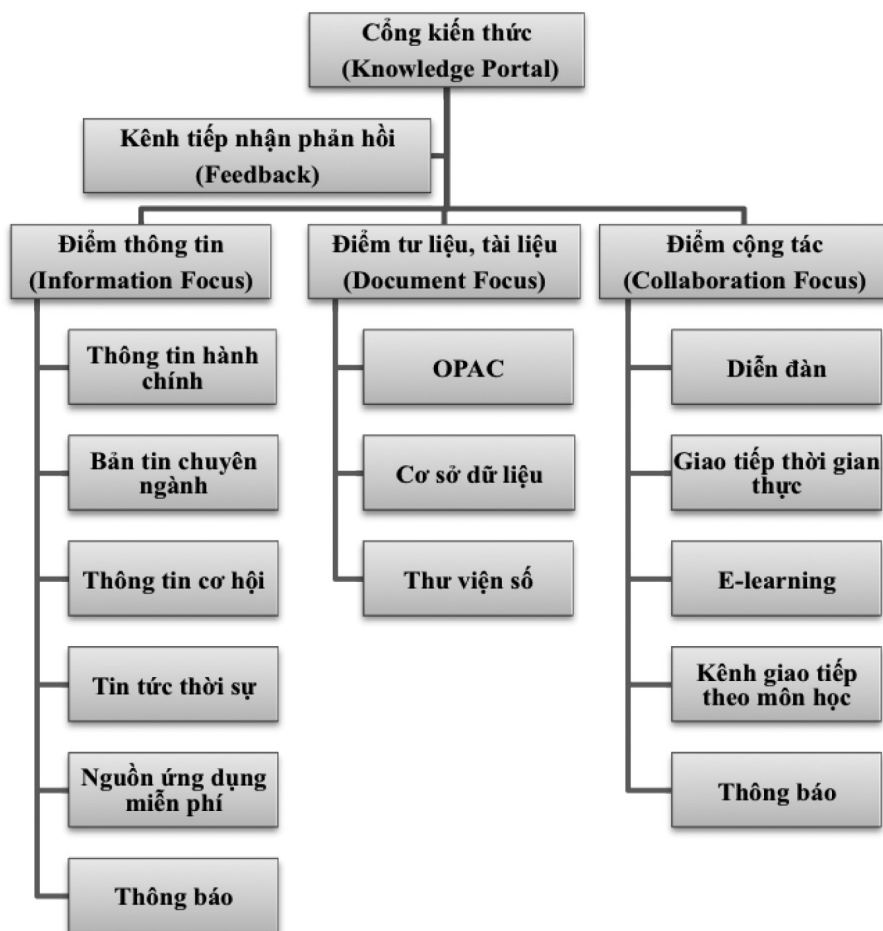 Cổng kiến thức
(Knowledge Portal)
Kênh tiếp nhận phản hồi
(Feedback)
Điểm thông tin
(Information Focus)
Thông tin hành
chính
Bản tin chuyên
ngành
Thông tin cơ hội
Tin tức thời sự
Nguồn ứng dụng
miễn phí
Thông báo
Điểm tư liệu, tài liệu
(Document Focus)
OPAC
Cơ sở dữ liệu
Thư viện số
Điểm cộng tác
(Collaboration Focus)
Diễn đàn
Giao tiếp thời gian
thực
E-learning
Kênh giao tiếp
theo môn học
Thông báo